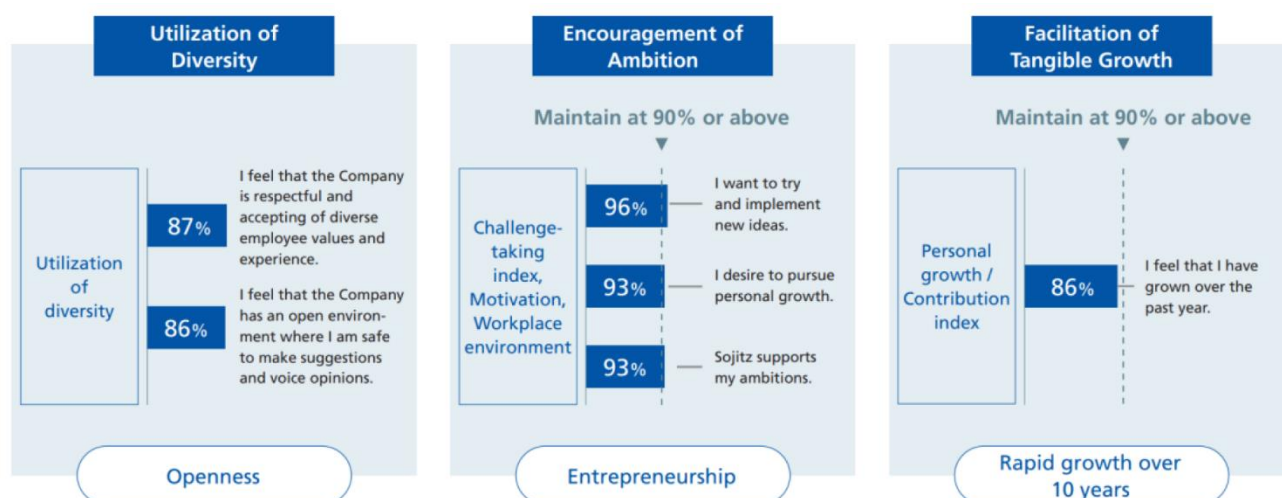 Utilization of
Diversity
Utilization
of
diversity
87%
I feel that the Company
is respectful and
accepting of diverse
employee values and
experience.
86%
I feel that the Company
has an open environ-
ment where I am safe
to make suggestions
and voice opinions.
Openness
Encouragement of
Ambition
Maintain at 90% or above
Challenge-
taking
index,
Motivation,
Workplace
environment
96%
I want to try
and implement
new ideas.
93%
I desire to pursue
personal growth.
93%
Sojitz supports
my ambitions.
Entrepreneurship
Facilitation of
Tangible Growth
Maintain at 90% or above
Personal
growth /
Contribution
index
86%
I feel that I have
grown over the
past year.
Rapid growth over
10 years